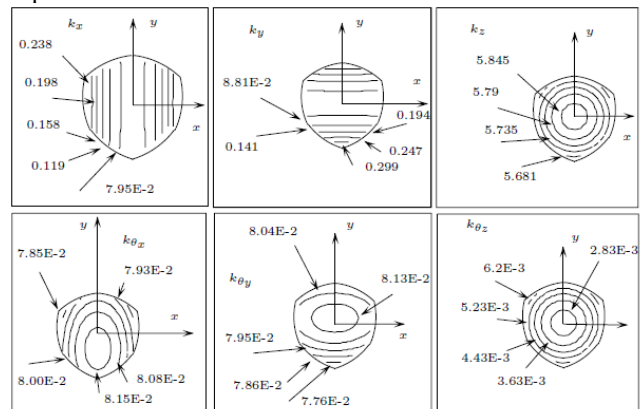 k_x
y
0.238
0.198
x
0.158
0.119
7.95E-2
k_y
y
x
8.81E-2
0.194
0.141
0.247
0.299
k_z
y
5.845
5.79
5.735
x
5.681
y
k_θx
7.85E-2
7.93E-2
x
8.00E-2
8.08E-2
8.15E-2
8.04E-2
y
k_θy
8.13E-2
7.95E-2
x
7.86E-2
7.76E-2
k_θz
y
2.83E-3
6.2E-3
5.23E-3
x
4.43E-3
3.63E-3